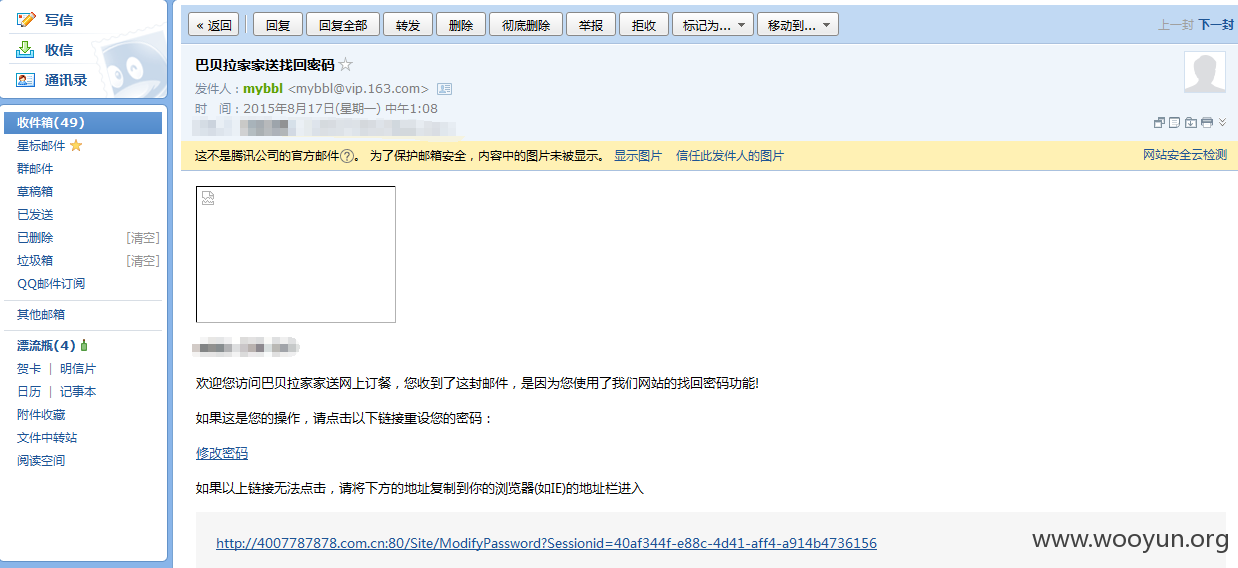 写信
收信
通讯录
收件箱(49)
星标邮件
群邮件
草稿箱
已发送
已删除 [清空]
垃圾箱 [清空]
QQ邮件订阅
其他邮箱
漂流瓶(4)
贺卡 | 明信片
日历 | 记事本
附件收藏
文件中转站
阅读空间
« 返回 回复 回复全部 转发 删除 彻底删除 举报 拒收 标记为... 移动到... 上一封 下一封
巴贝拉家家送找回密码
发件人：mybbl <mybbl@vip.163.com>
时 间：2015年8月17日(星期一) 中午1:08
这不是腾讯公司的官方邮件?。 为了保护邮箱安全，内容中的图片未被显示。 显示图片 信任此发件人的图片 网站安全云检测
欢迎您访问巴贝拉家家送网上订餐，您收到了这封邮件，是因为您使用了我们网站的找回密码功能!
如果这是您的操作，请点击以下链接重设您的密码：
修改密码
如果以上链接无法点击，请将下方的地址复制到你的浏览器(如IE)的地址栏进入
http://4007787878.com.cn:80/Site/ModifyPassword?Sessionid=40af344f-e88c-4d41-aff4-a914b4736156
www.wooyun.org